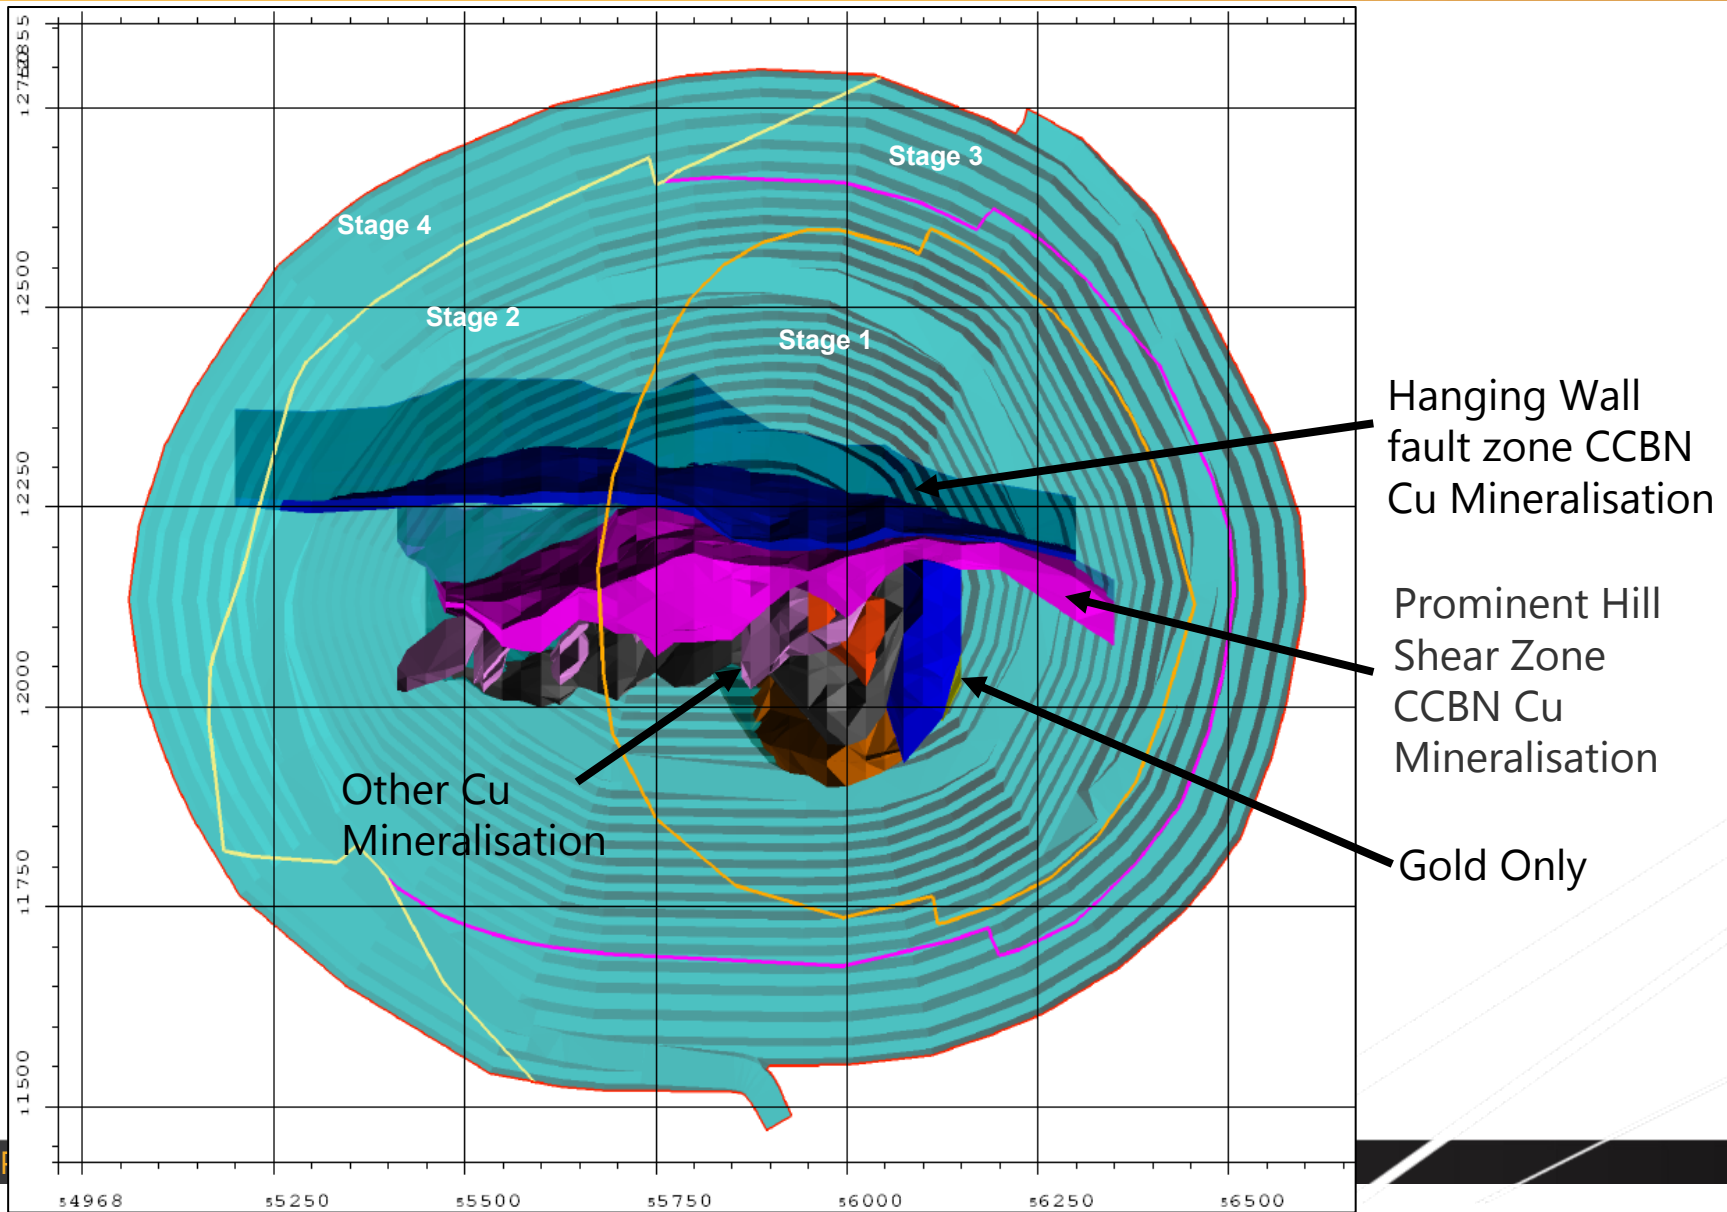 12855
12750
Stage 3
Stage 4
12500
Stage 2
Stage 1
Hanging Wall
fault zone CCBN
Cu Mineralisation
12250
Prominent Hill
Shear Zone
CCBN Cu
Mineralisation
12000
Other Cu
Mineralisation
Gold Only
11750
11500
54968
55250
55500
55750
56000
56250
56500